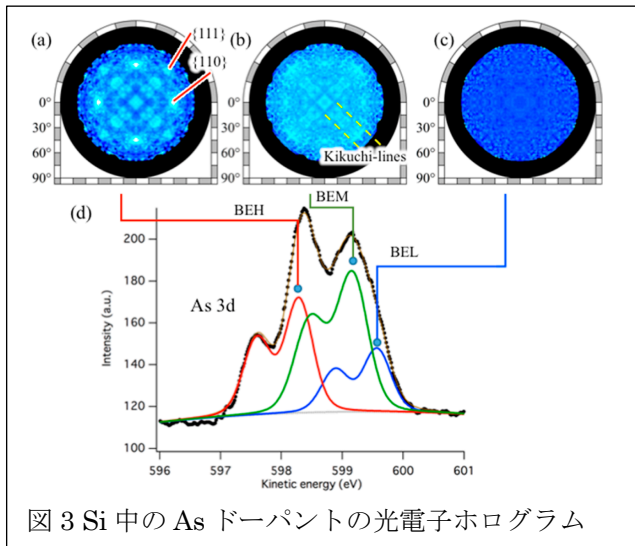 (a)
{111}
{110}
(b)
(c)
0°
30°
60°
90°
0°
30°
60°
90°
Kikuchi-lines
0°
30°
60°
90°
(d)
BEH
BEM
BEL
As 3d
Intensity (a.u.)
200
180
160
140
120
100
596
597
598
599
600
601
Kinetic energy (eV)
図 3 Si 中の As ドーパントの光電子ホログラム